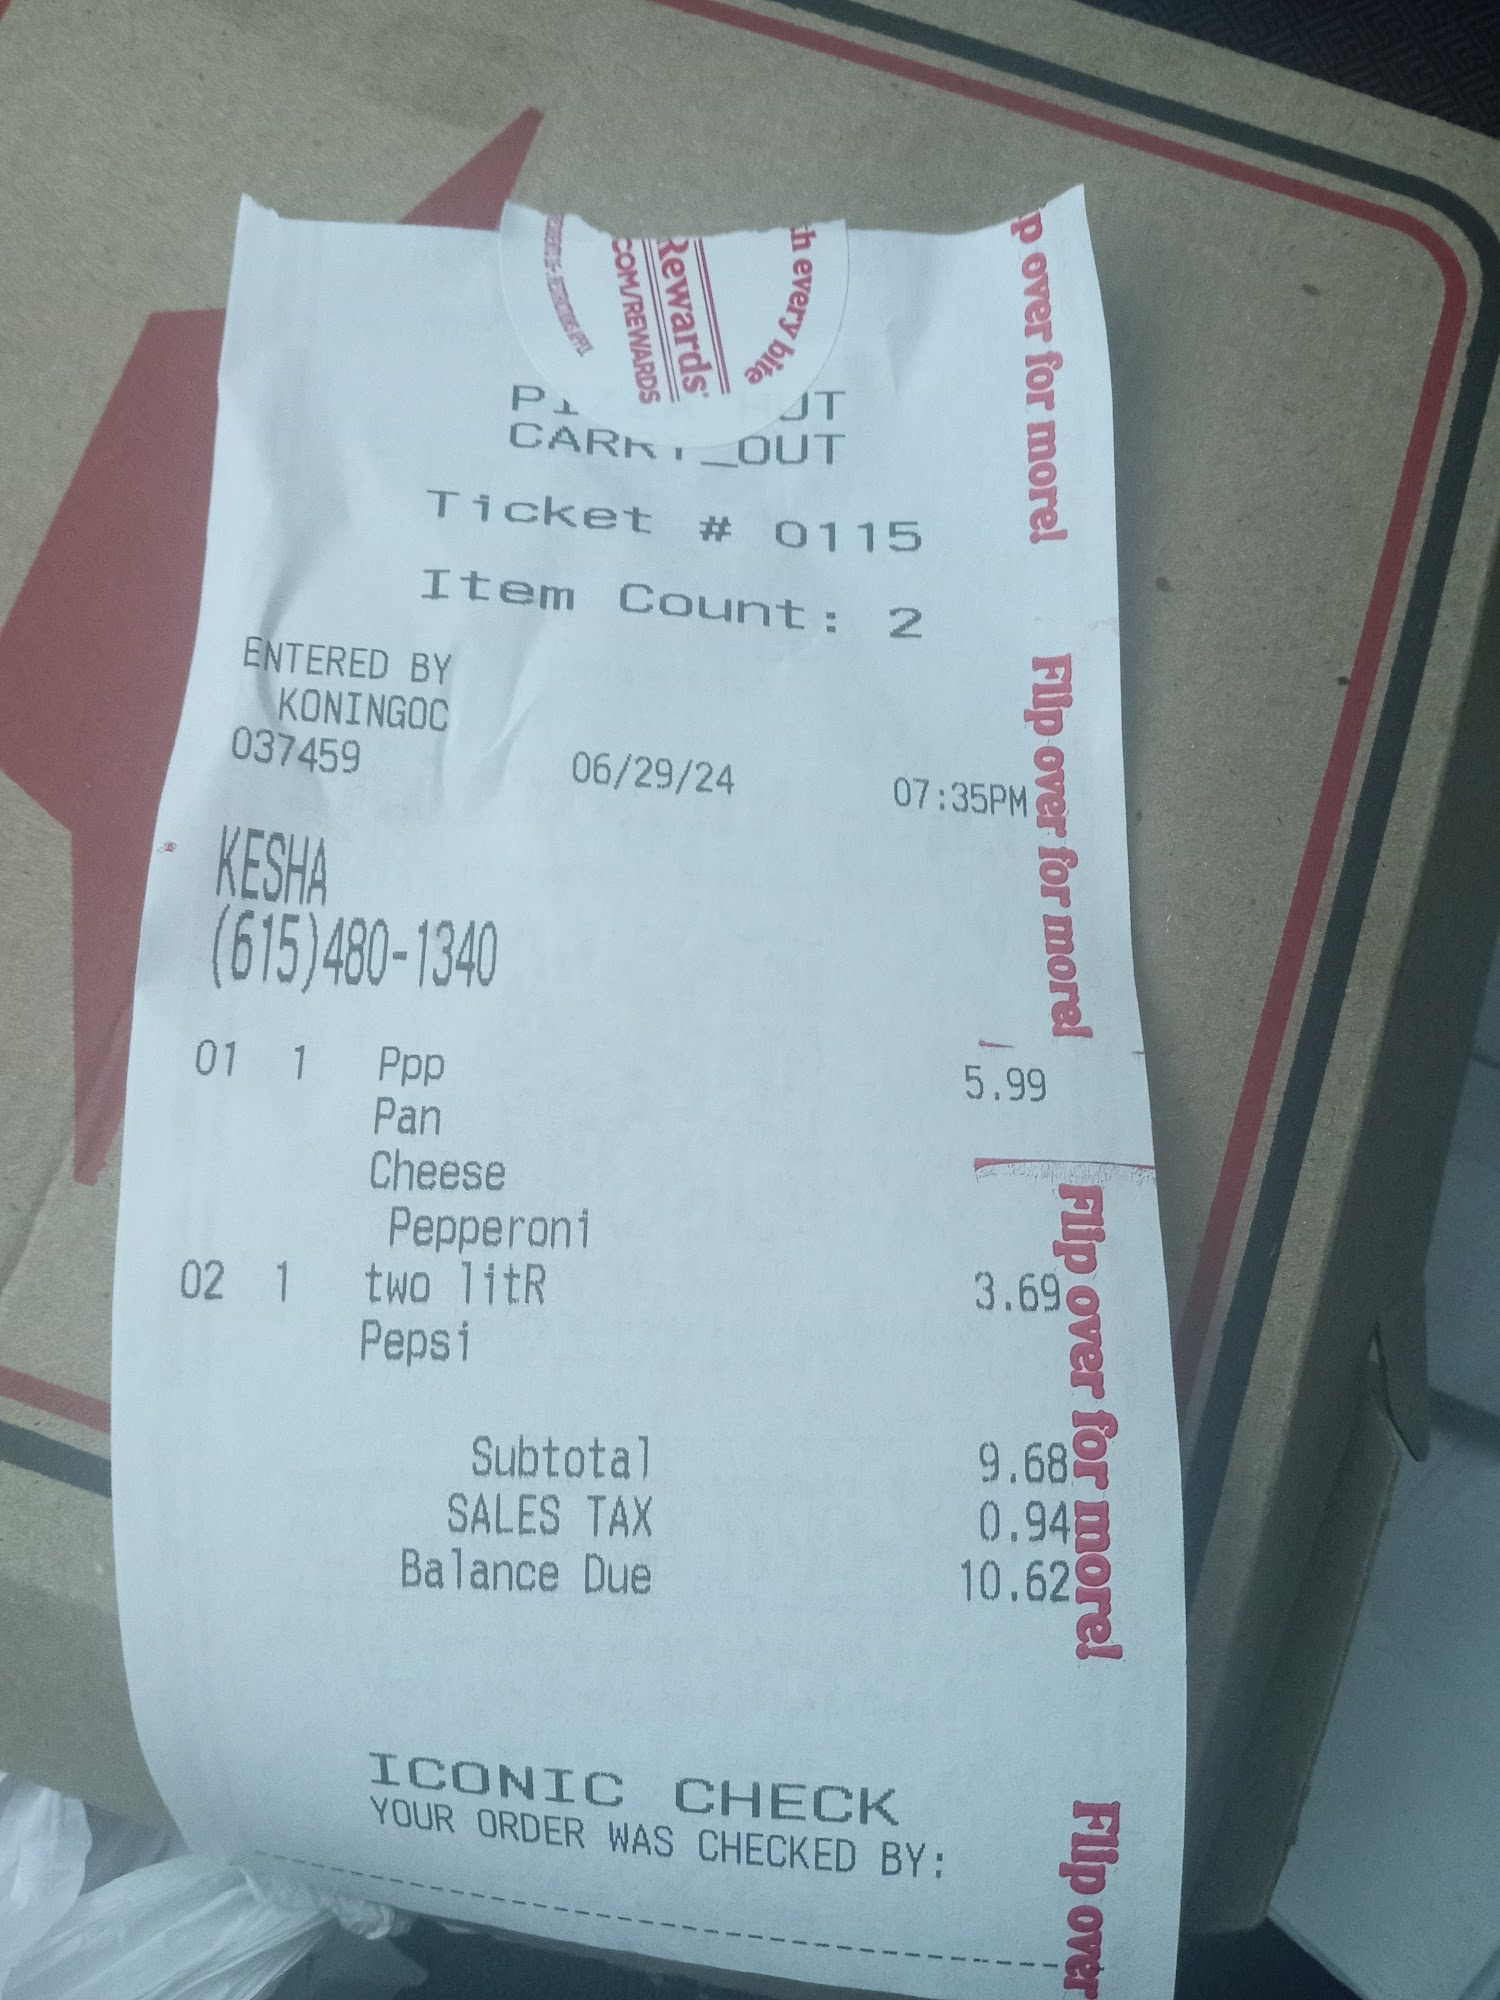 Rewards
COM/REWARDS
every bite
OUT
Ticket # 0115
Item Count: 2
ENTERED BY
KONINGOC
037459 06/29/24 07:35PM
KESHA
(615)480-1340
01 1 Ppp 5.99
Pan
Cheese
Pepperoni
02 1 two litR 3.69
Pepsi
Subtotal 9.68
SALES TAX 0.94
Balance Due 10.62
ICONIC CHECK
YOUR ORDER WAS CHECKED BY:
over for more!
Flip over for more!
Flip over for more!
Flip over